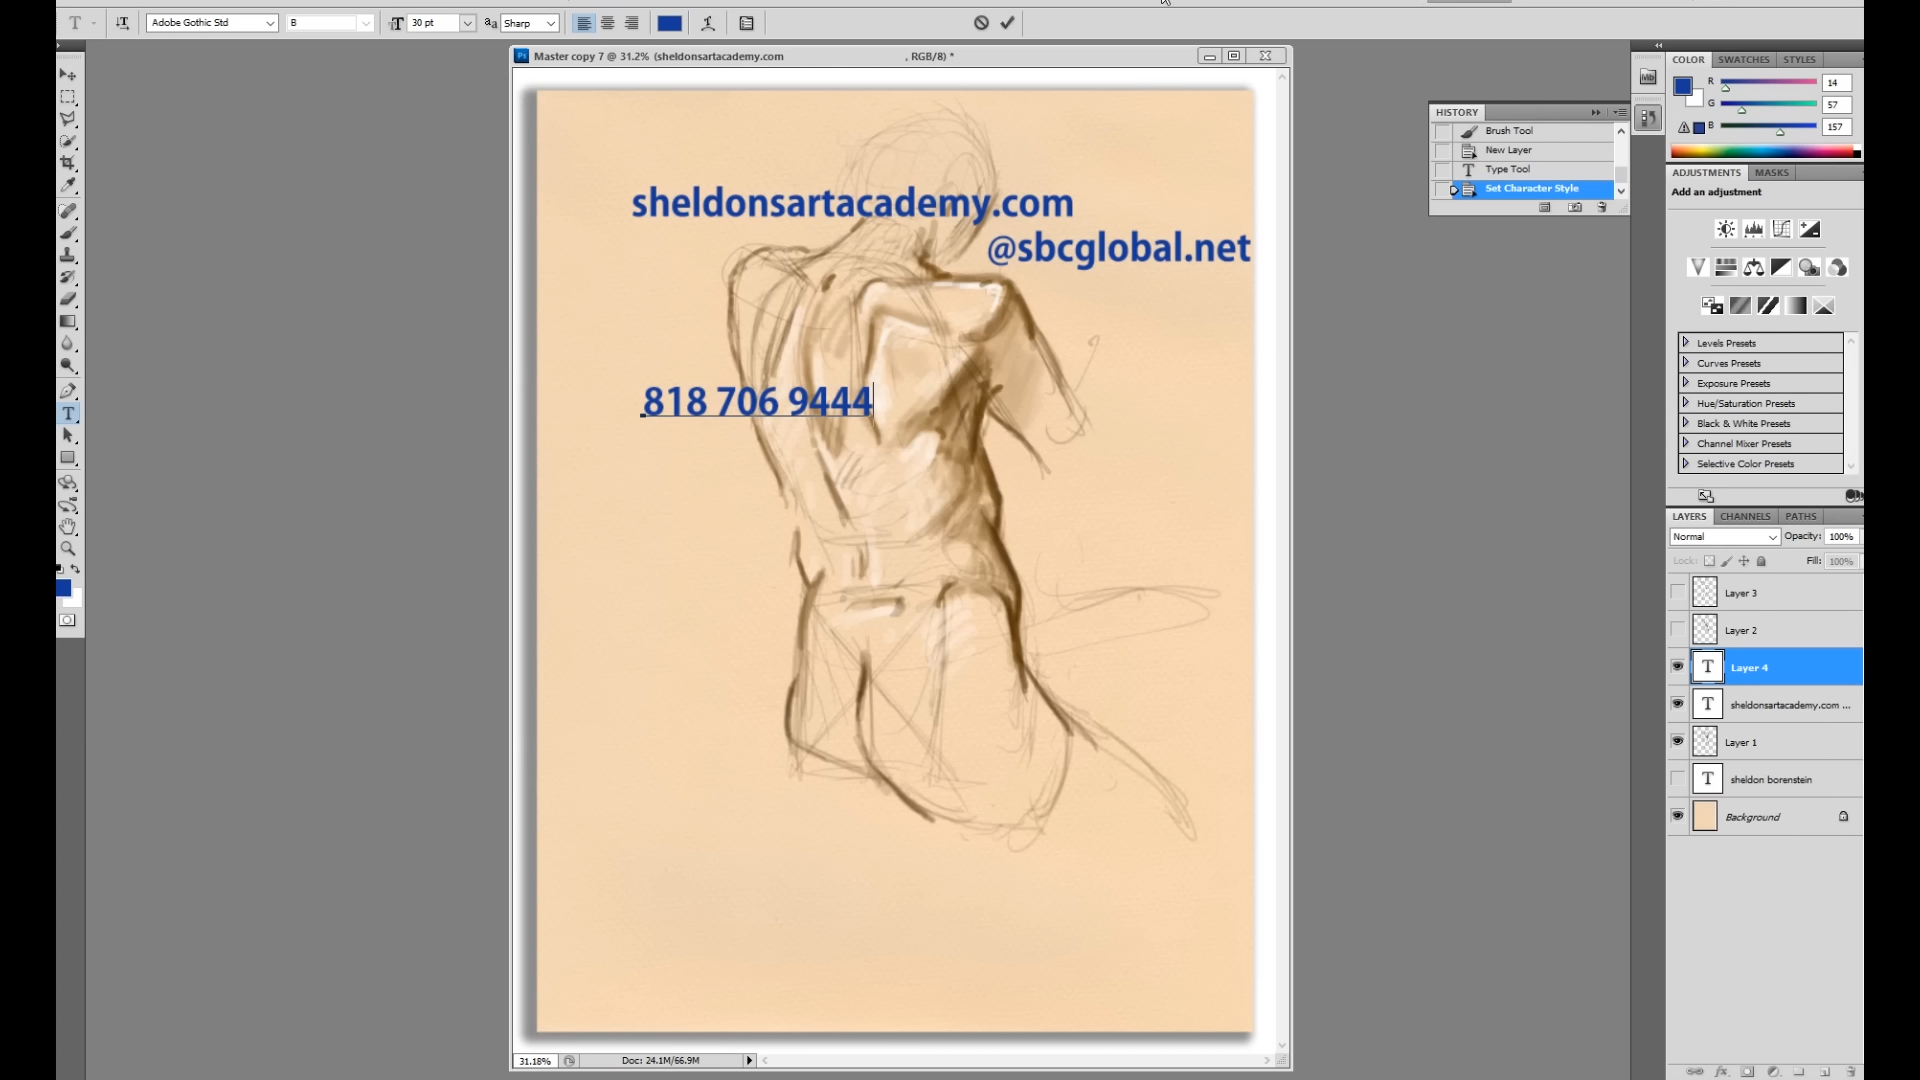 Adobe Gothic Std
B
30 pt
Sharp
Master copy 7 @ 31.2% (sheldonsartacademy.com , RGB/8) *
sheldonsartacademy.com
@sbcglobal.net
818 706 9444
31.18%
Doc: 24.1M/66.9M
HISTORY
Brush Tool
New Layer
Type Tool
Set Character Style
Mb
COLOR SWATCHES STYLES
R 14
G 57
B 157
ADJUSTMENTS MASKS
Add an adjustment
Levels Presets
Curves Presets
Exposure Presets
Hue/Saturation Presets
Black & White Presets
Channel Mixer Presets
Selective Color Presets
LAYERS CHANNELS PATHS
Normal Opacity: 100%
Lock: Fill: 100%
Layer 3
Layer 2
Layer 4
sheldonsartacademy.com ...
Layer 1
sheldon borenstein
Background